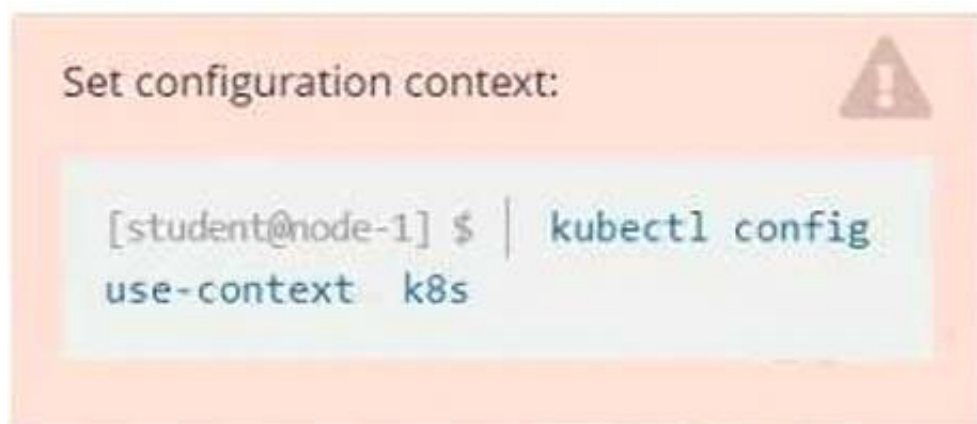 Set configuration context:
[student@node-1] $ | kubectl config
use-context k8s